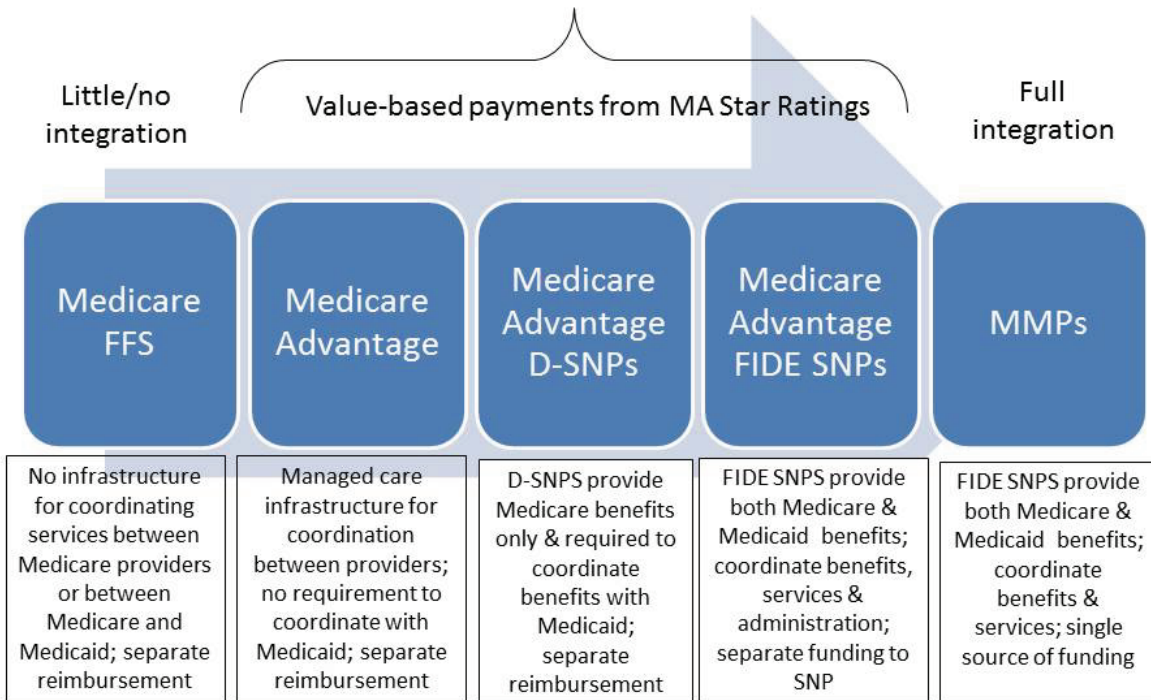 Little/no
integration
Value-based payments from MA Star Ratings
Full
integration
Medicare
FFS
Medicare
Advantage
Medicare
Advantage
D-SNPs
Medicare
Advantage
FIDE SNPs
MMPs
No infrastructure
for coordinating
services between
Medicare providers
or between
Medicare and
Medicaid; separate
reimbursement
Managed care
infrastructure for
coordination
between providers;
no requirement to
coordinate with
Medicaid; separate
reimbursement
D-SNPS provide
Medicare benefits
only & required to
coordinate
benefits with
Medicaid;
separate
reimbursement
FIDE SNPS provide
both Medicare &
Medicaid benefits;
coordinate benefits,
services &
administration;
separate funding to
SNP
FIDE SNPS provide
both Medicare &
Medicaid benefits;
coordinate
benefits &
services; single
source of funding